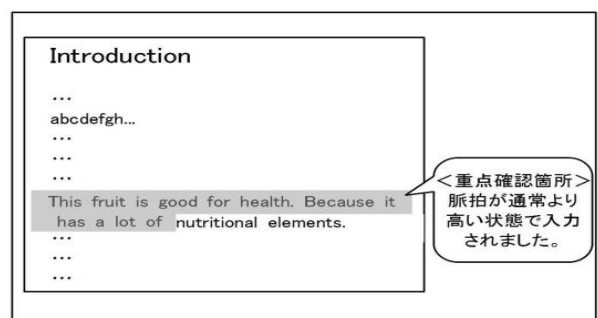 Introduction
...
abcdefgh...
...
...
...
This fruit is good for health. Because it
has a lot of nutritional elements.
...
...
...
<重点確認箇所>
脈拍が通常より
高い状態で入力
されました。